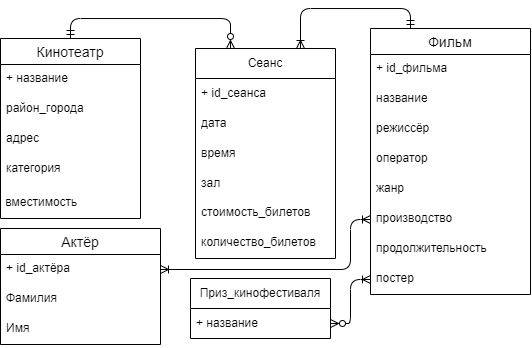 Кинотеатр
+ название
район_города
адрес
категория
вместимость
Сеанс
+ id_сеанса
дата
время
зал
стоимость_билетов
количество_билетов
Фильм
+ id_фильма
название
режиссёр
оператор
жанр
производство
продолжительность
постер
Актёр
+ id_актёра
Фамилия
Имя
Приз_кинофестиваля
+ название